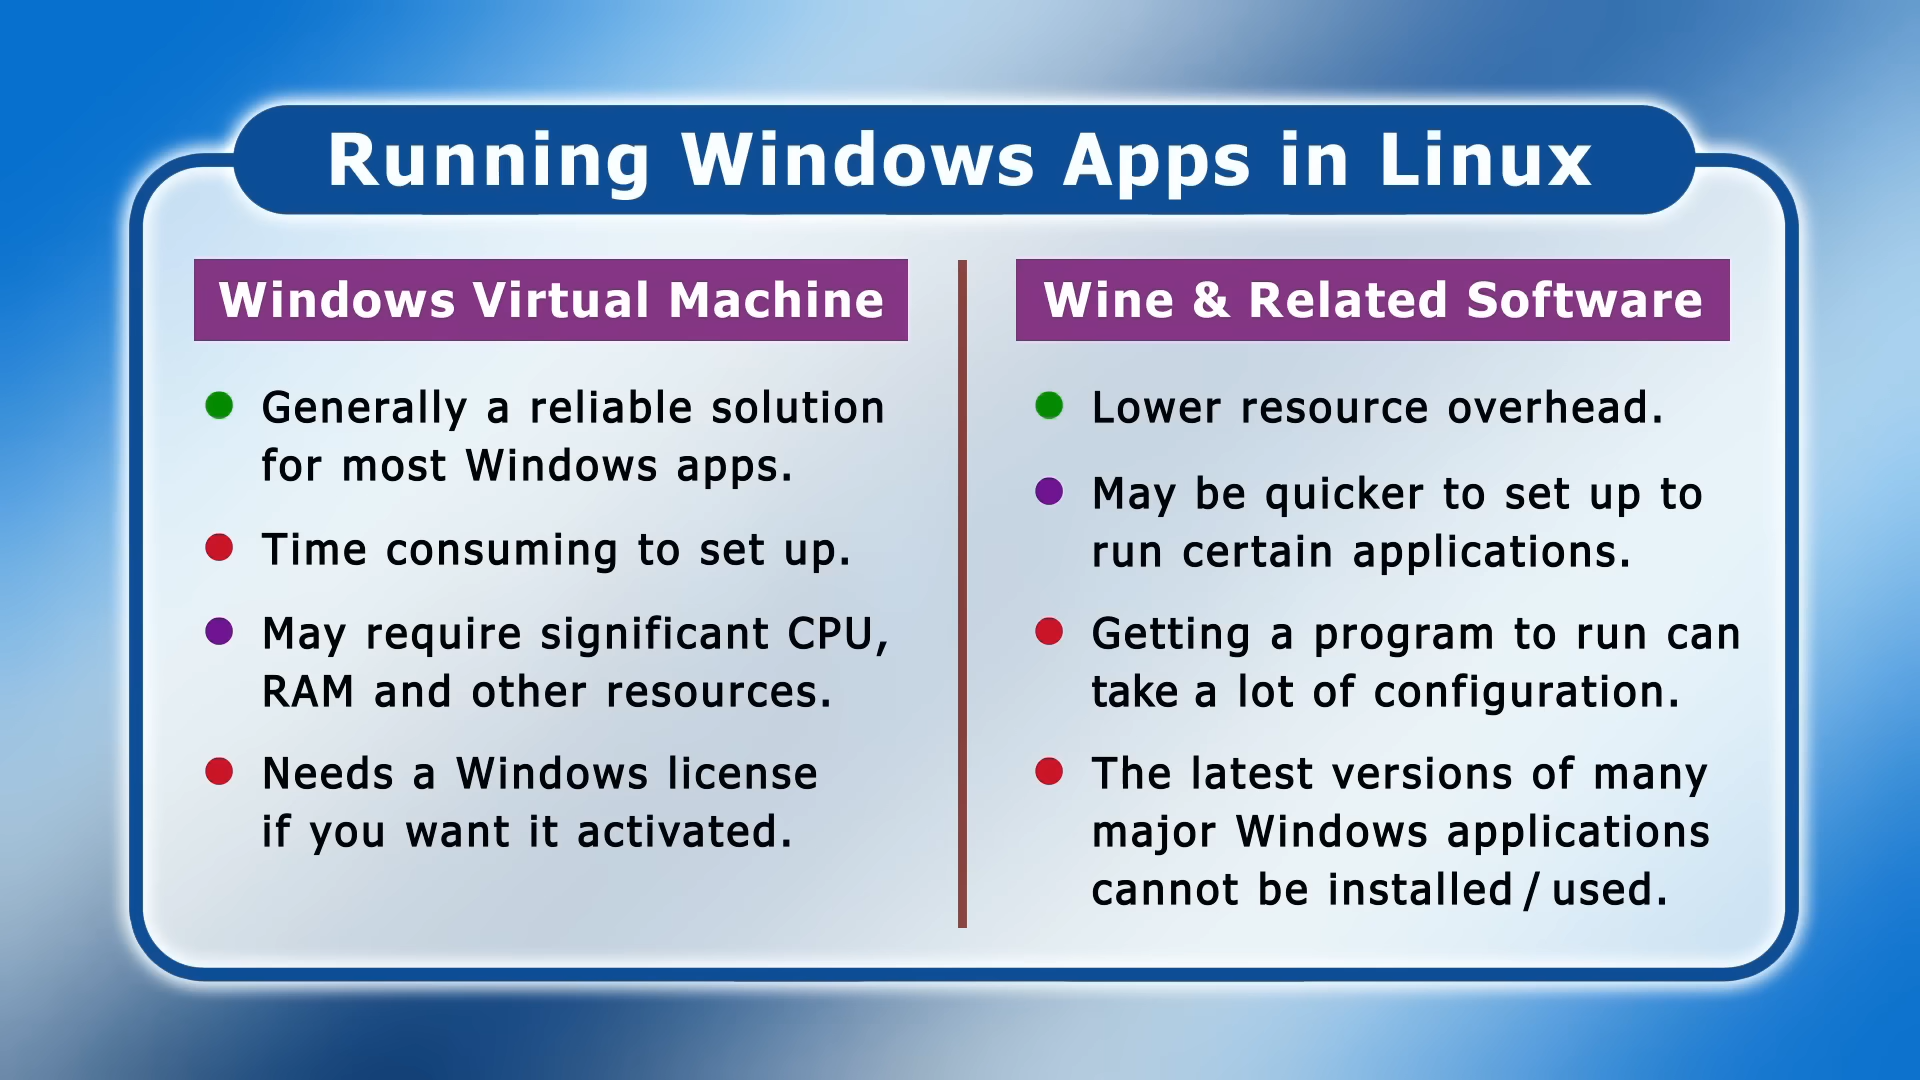 Running Windows Apps in Linux
Windows Virtual Machine
Generally a reliable solution
for most Windows apps.
Time consuming to set up.
May require significant CPU,
RAM and other resources.
Needs a Windows license
if you want it activated.
Wine & Related Software
Lower resource overhead.
May be quicker to set up to
run certain applications.
Getting a program to run can
take a lot of configuration.
The latest versions of many
major Windows applications
cannot be installed / used.